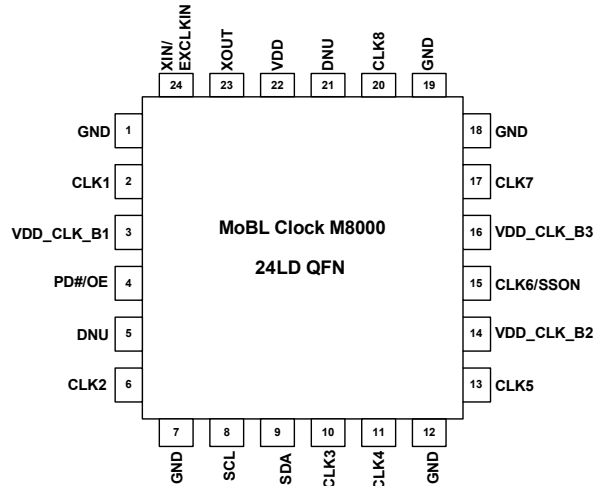 XIN/
EXCLKIN
XOUT
VDD
DNU
CLK8
GND
24
23
22
21
20
19
GND 1
18 GND
CLK1 2
17 CLK7
VDD_CLK_B1 3
16 VDD_CLK_B3
MoBL Clock M8000
24LD QFN
PD#/OE 4
15 CLK6/SSON
DNU 5
14 VDD_CLK_B2
CLK2 6
13 CLK5
7
8
9
10
11
12
GND
SCL
SDA
CLK3
CLK4
GND